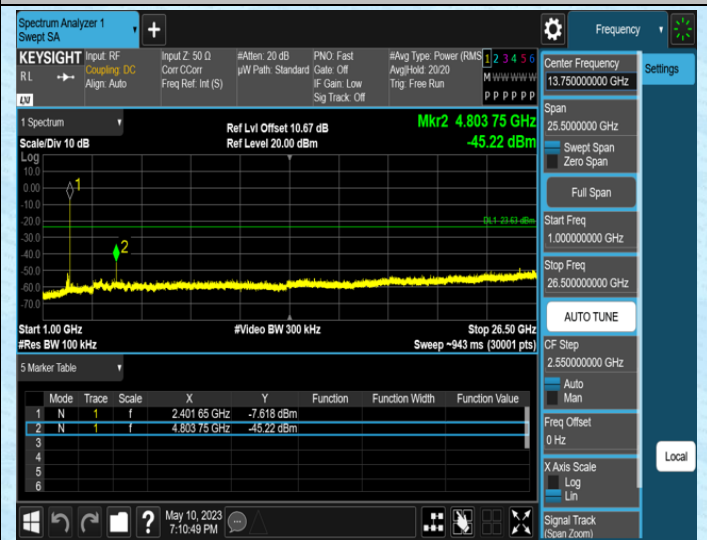 Spectrum Analyzer 1
Swept SA
+
Frequency
Settings
KEYSIGHT
RL
LXI
Input: RF
Coupling: DC
Align: Auto
Input Z: 50 Ω
Corr CCorr
Freq Ref: Int (S)
#Atten: 20 dB
µW Path: Standard
PNO: Fast
Gate: Off
IF Gain: Low
Sig Track: Off
#Avg Type: Power (RMS
Avg|Hold: 20/20
Trig: Free Run
1 2 3 4 5 6
M W W W W W
P P P P P P
1 Spectrum
Scale/Div 10 dB
Ref Lvl Offset 10.67 dB
Ref Level 20.00 dBm
Mkr2 4.803 75 GHz
-45.22 dBm
Log
10.0
0.00
-10.0
-20.0
-30.0
-40.0
-50.0
-60.0
-70.0
1
2
DL1 -23.63 dBm
Start 1.00 GHz
#Res BW 100 kHz
#Video BW 300 kHz
Stop 26.50 GHz
Sweep ~943 ms (30001 pts)
5 Marker Table
Mode Trace Scale X Y Function Function Width Function Value
1 N 1 f 2.401 65 GHz -7.618 dBm
2 N 1 f 4.803 75 GHz -45.22 dBm
3
4
5
6
?
May 10, 2023
7:10:49 PM
Center Frequency
13.750000000 GHz
Span
25.5000000 GHz
Swept Span
Zero Span
Full Span
Start Freq
1.000000000 GHz
Stop Freq
26.500000000 GHz
AUTO TUNE
CF Step
2.550000000 GHz
Auto
Man
Freq Offset
0 Hz
X Axis Scale
Log
Lin
Signal Track
(Span Zoom)
Local